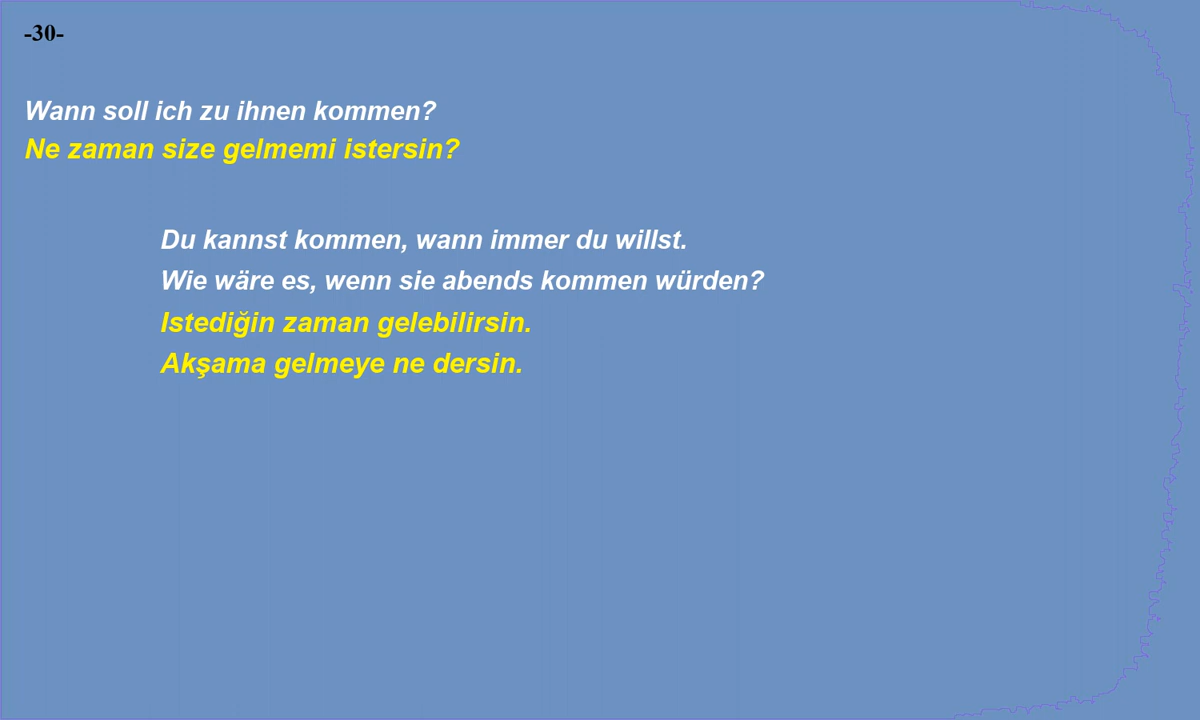 -30-
Wann soll ich zu ihnen kommen?
Ne zaman size gelmemi istersin?
Du kannst kommen, wann immer du willst.
Wie wäre es, wenn sie abends kommen würden?
Istediğin zaman gelebilirsin.
Akşama gelmeye ne dersin.